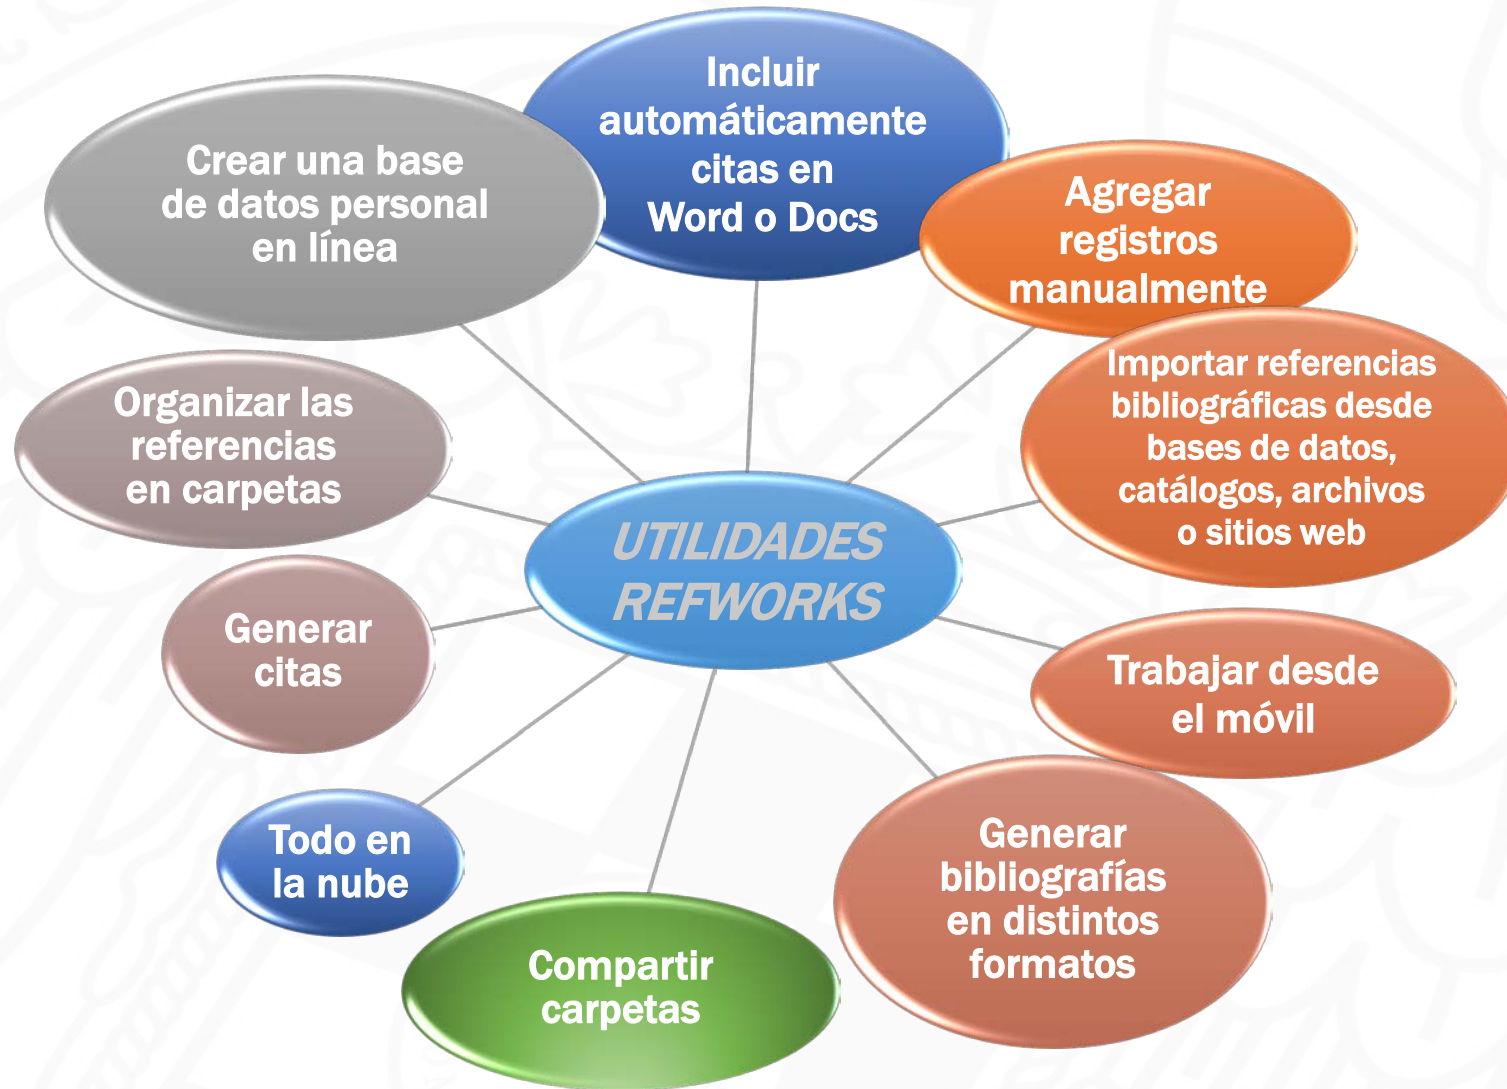 Incluir
automáticamente
citas en
Word o Docs
Crear una base
de datos personal
en línea
Agregar
registros
manualmente
Importar referencias
bibliográficas desde
bases de datos,
catálogos, archivos
o sitios web
Organizar las
referencias
en carpetas
UTILIDADES
REFWORKS
Generar
citas
Trabajar desde
el móvil
Todo en
la nube
Generar
bibliografías
en distintos
formatos
Compartir
carpetas